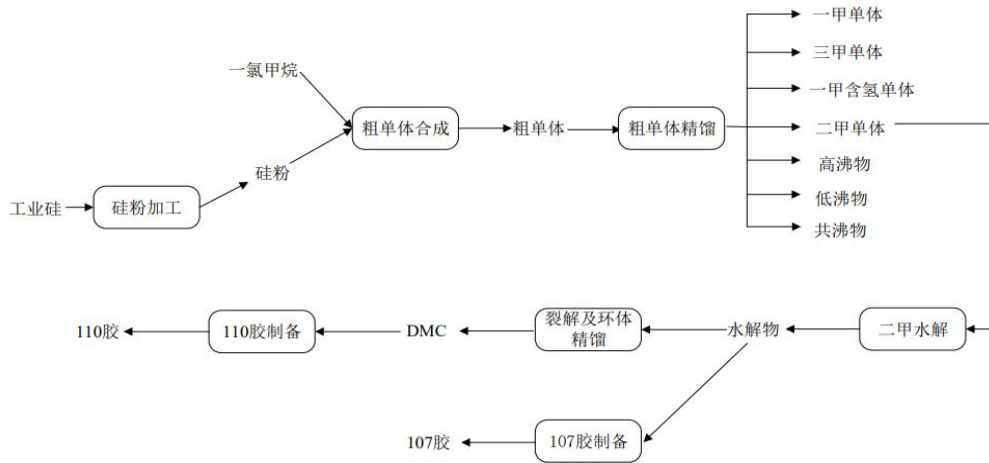 一甲单体
三甲单体
一氯甲烷
一甲含氢单体
粗单体合成
粗单体
粗单体精馏
二甲单体
硅粉
高沸物
工业硅
硅粉加工
低沸物
共沸物
110胶
110胶制备
DMC
裂解及环体
精馏
水解物
二甲水解
107胶
107胶制备